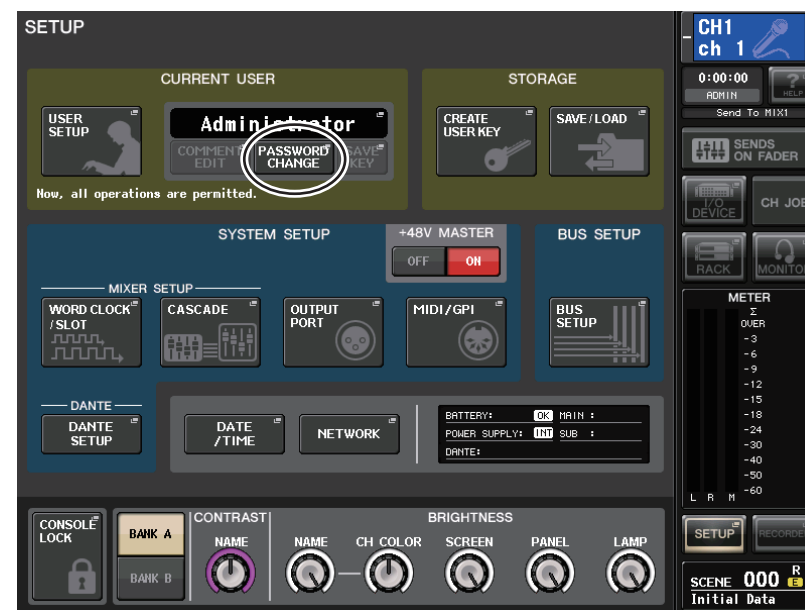 SETUP
CURRENT USER
USER
SETUP
Administrator
COMMENT
EDIT
PASSWORD
CHANGE
SAVE
KEY
Now, all operations are permitted.
STORAGE
CREATE
USER KEY
SAVE/LOAD
SYSTEM SETUP
+48V MASTER
OFF
ON
BUS SETUP
MIXER SETUP
WORD CLOCK
/SLOT
CASCADE
OUTPUT
PORT
MIDI/GPI
BUS
SETUP
DANTE
DANTE
SETUP
DATE
/TIME
NETWORK
BATTERY: OK MAIN :
POWER SUPPLY: INT SUB :
DANTE:
CONSOLE
LOCK
BANK A
BANK B
CONTRAST
NAME
BRIGHTNESS
NAME
CH COLOR
SCREEN
PANEL
LAMP
CH1
ch 1
0:00:00
ADMIN
?
HELP
Send To MIX1
SENDS
ON FADER
I/O
DEVICE
CH JOB
RACK
MONITO
METER
Σ
OVER
-3
-6
-9
-12
-15
-18
-24
-30
-40
-50
-60
L R M
SETUP
RECORDE
SCENE 000 R
E
Initial Data